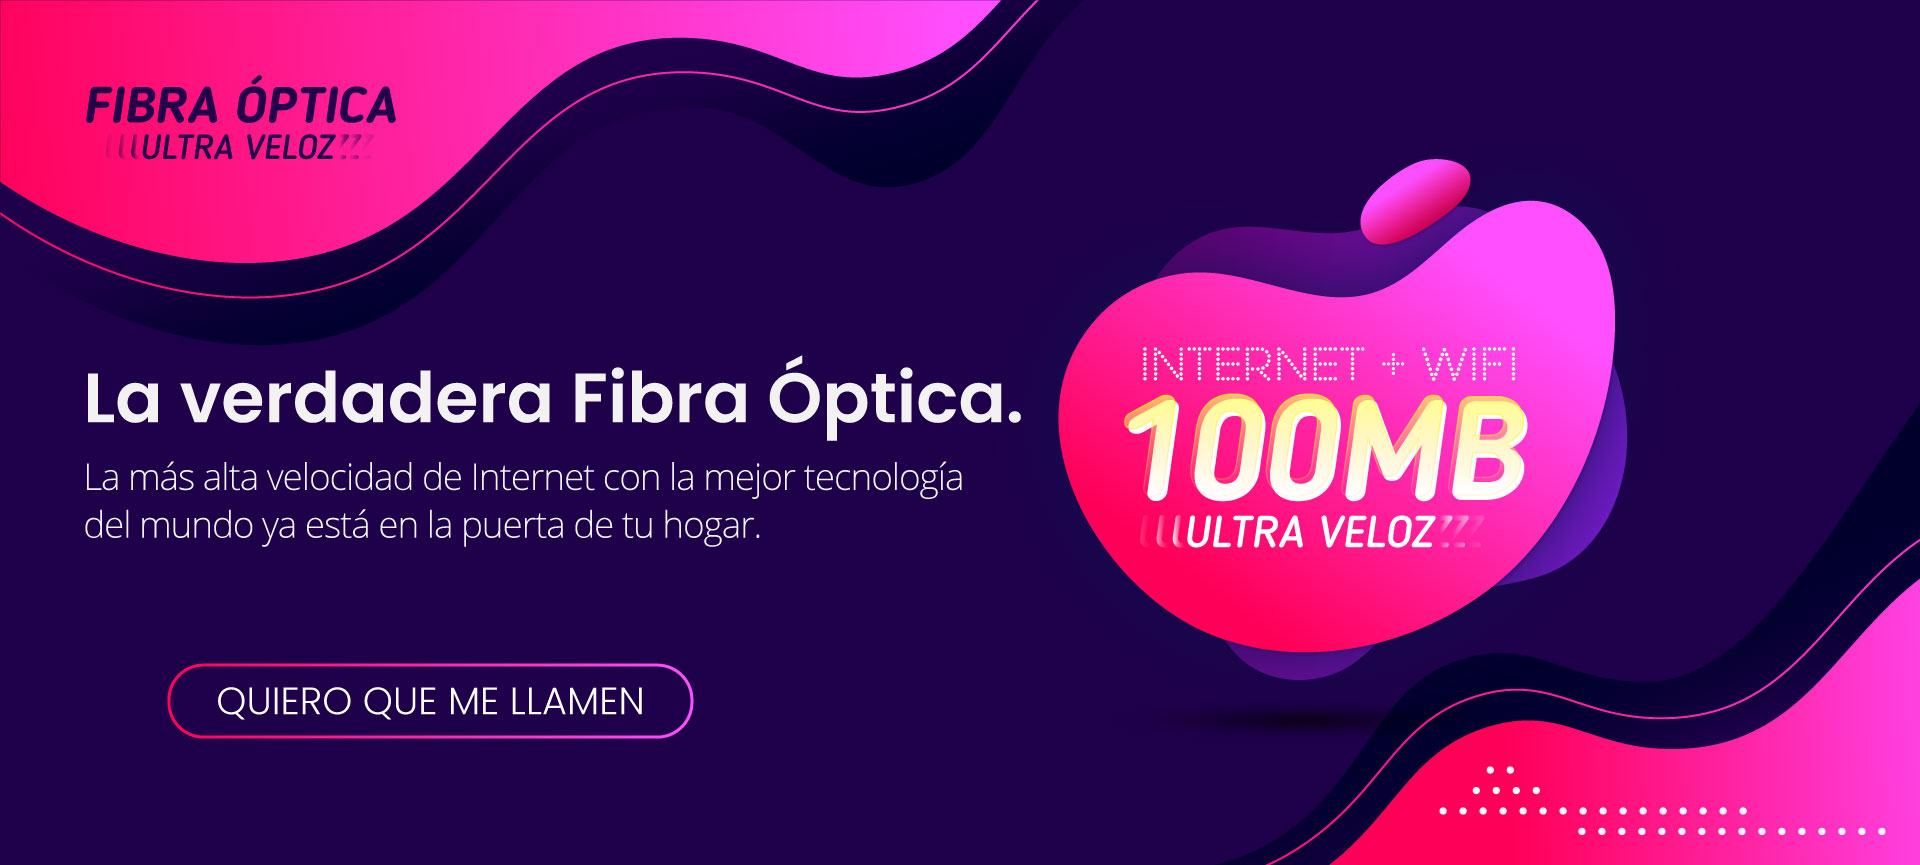 FIBRA ÓPTICA
ULTRA VELOZ
La verdadera Fibra Óptica.
La más alta velocidad de Internet con la mejor tecnología
del mundo ya está en la puerta de tu hogar.
QUIERO QUE ME LLAMEN
INTERNET + WIFI
100MB
ULTRA VELOZ